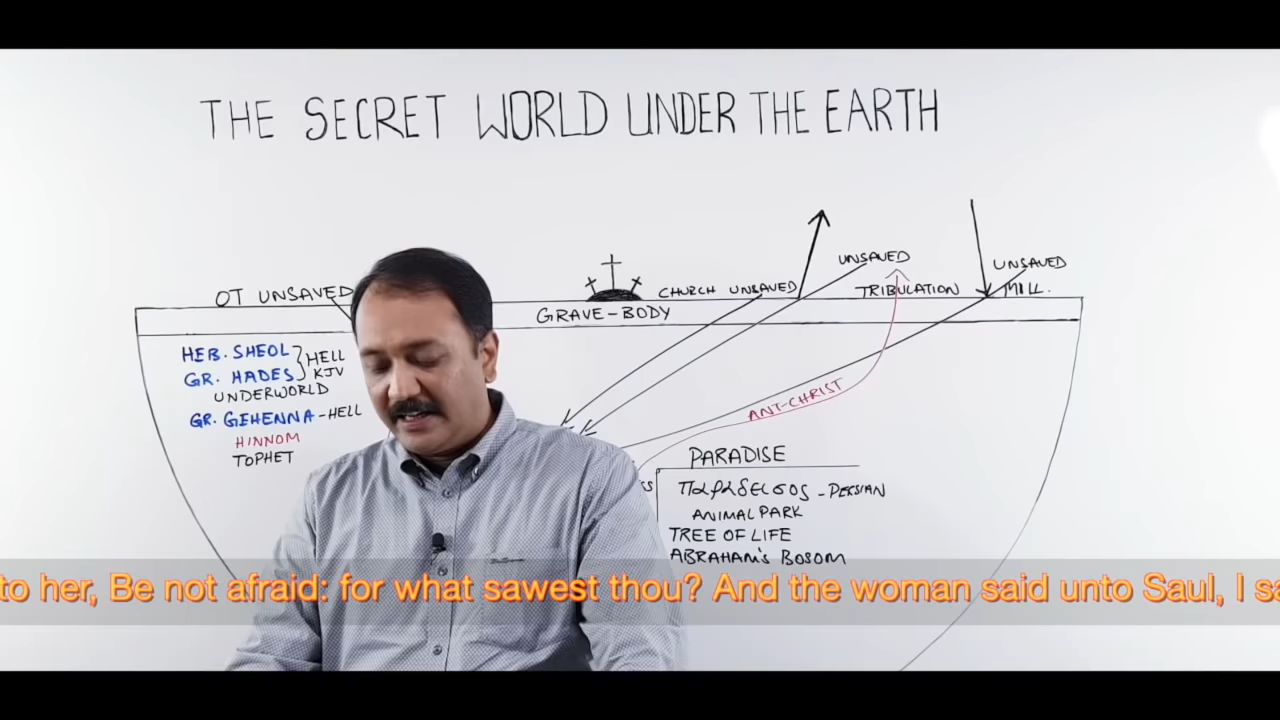 THE SECRET WORLD UNDER THE EARTH
UNSAVED
UNSAVED
OT UNSAVED
CHURCH UNSAVED
TRIBULATION
MILL.
GRAVE-BODY
HEB. SHEOL
GR. HADES
HELL
KJV
UNDERWORLD
GR. GEHENNA - HELL
HINNOM
TOPHET
ANT-CHRIST
PARADISE
Παραδεισος - PERSIAN
ANIMAL PARK
TREE OF LIFE
ABRAHAM'S BOSOM
to her, Be not afraid: for what sawest thou? And the woman said unto Saul, I